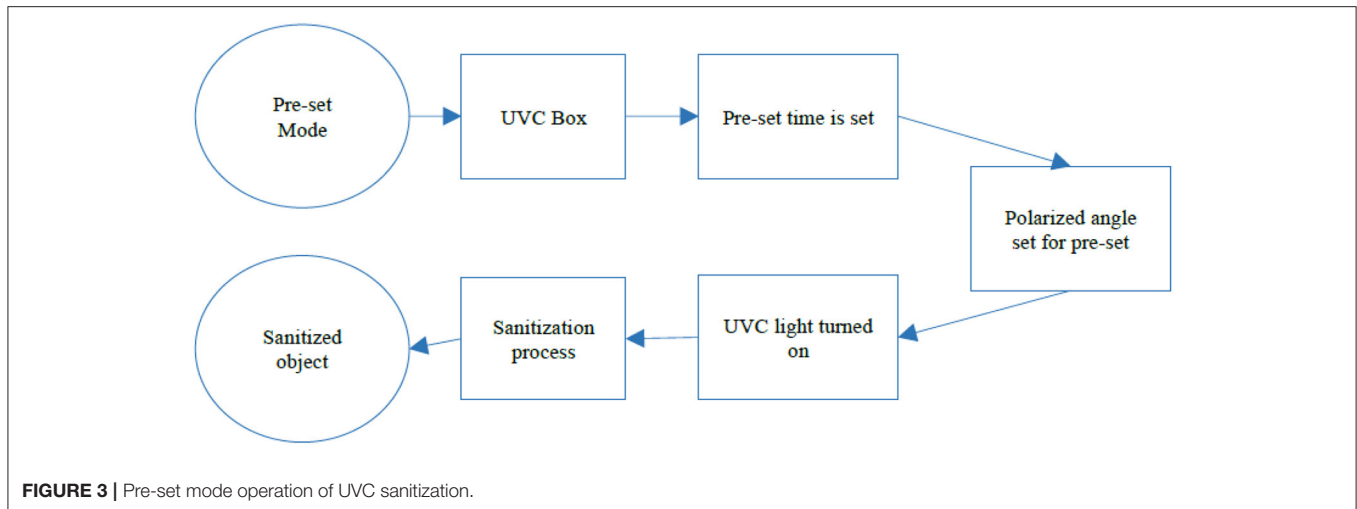 Pre-set
Mode
UVC Box
Pre-set time is set
Polarized angle
set for pre-set
UVC light turned
on
Sanitization
process
Sanitized
object
FIGURE 3 | Pre-set mode operation of UVC sanitization.